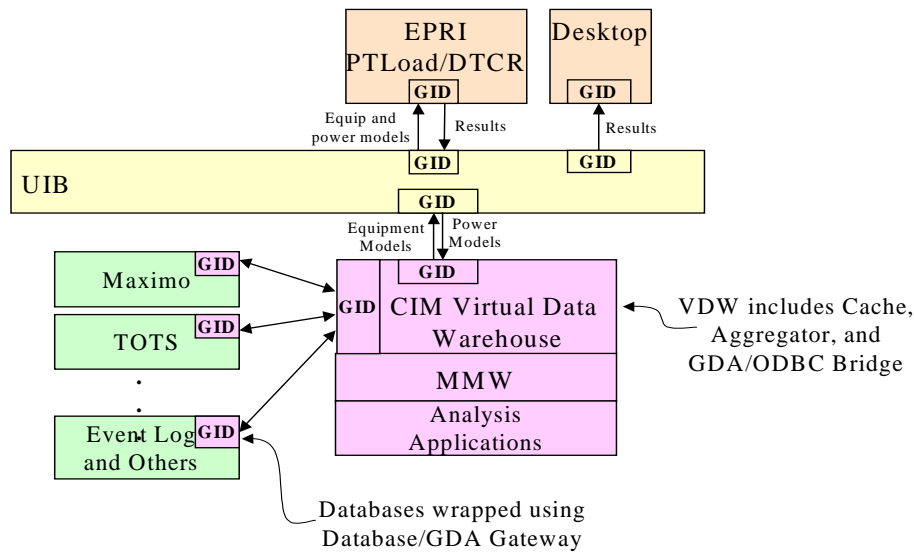 EPRI
PTLoad/DTCR
GID
Desktop
GID
Equip and
power models
Results
Results
GID
GID
UIB
GID
Equipment
Models
Power
Models
Maximo
GID
TOTS
GID
.
.
.
Event Log
and Others
GID
GID
GID
CIM Virtual Data
Warehouse
MMW
Analysis
Applications
VDW includes Cache,
Aggregator, and
GDA/ODBC Bridge
Databases wrapped using
Database/GDA Gateway